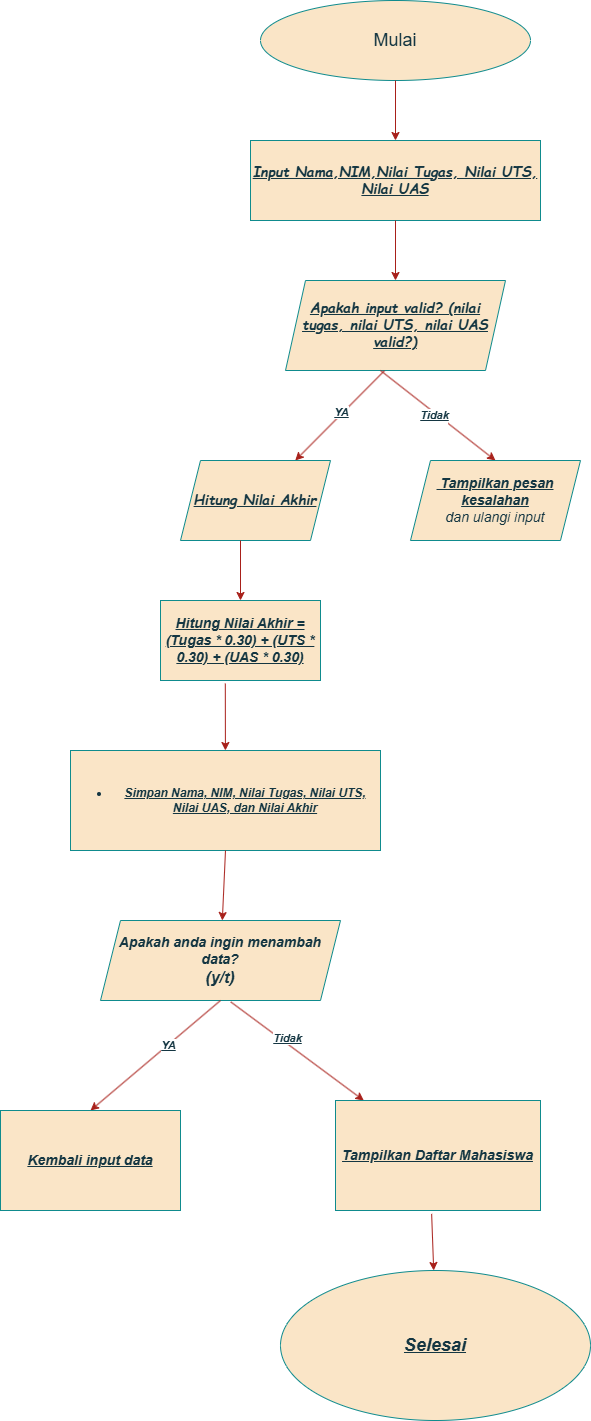 Mulai
Input Nama,NIM,Nilai Tugas, Nilai UTS,
Nilai UAS
Apakah input valid? (nilai
tugas, nilai UTS, nilai UAS
valid?)
YA
Tidak
Hitung Nilai Akhir
Tampilkan pesan
kesalahan
dan ulangi input
Hitung Nilai Akhir =
(Tugas * 0.30) + (UTS *
0.30) + (UAS * 0.30)
• Simpan Nama, NIM, Nilai Tugas, Nilai UTS,
Nilai UAS, dan Nilai Akhir
Apakah anda ingin menambah
data?
(y/t)
YA
Tidak
Kembali input data
Tampilkan Daftar Mahasiswa
Selesai